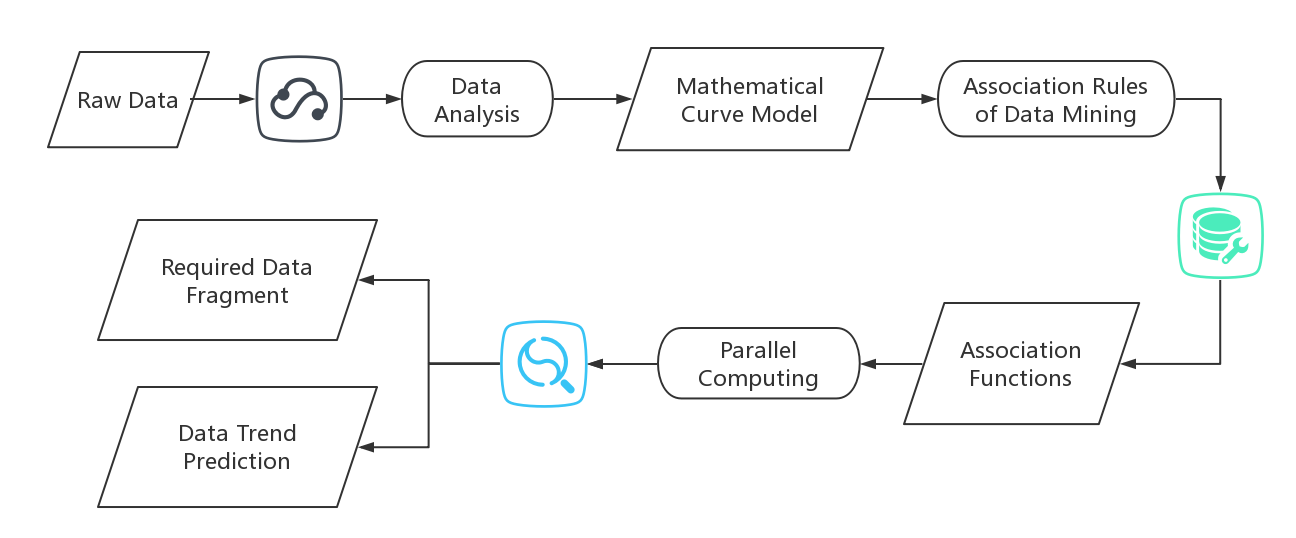 Raw Data
Data
Analysis
Mathematical
Curve Model
Association Rules
of Data Mining
Required Data
Fragment
Parallel
Computing
Association
Functions
Data Trend
Prediction